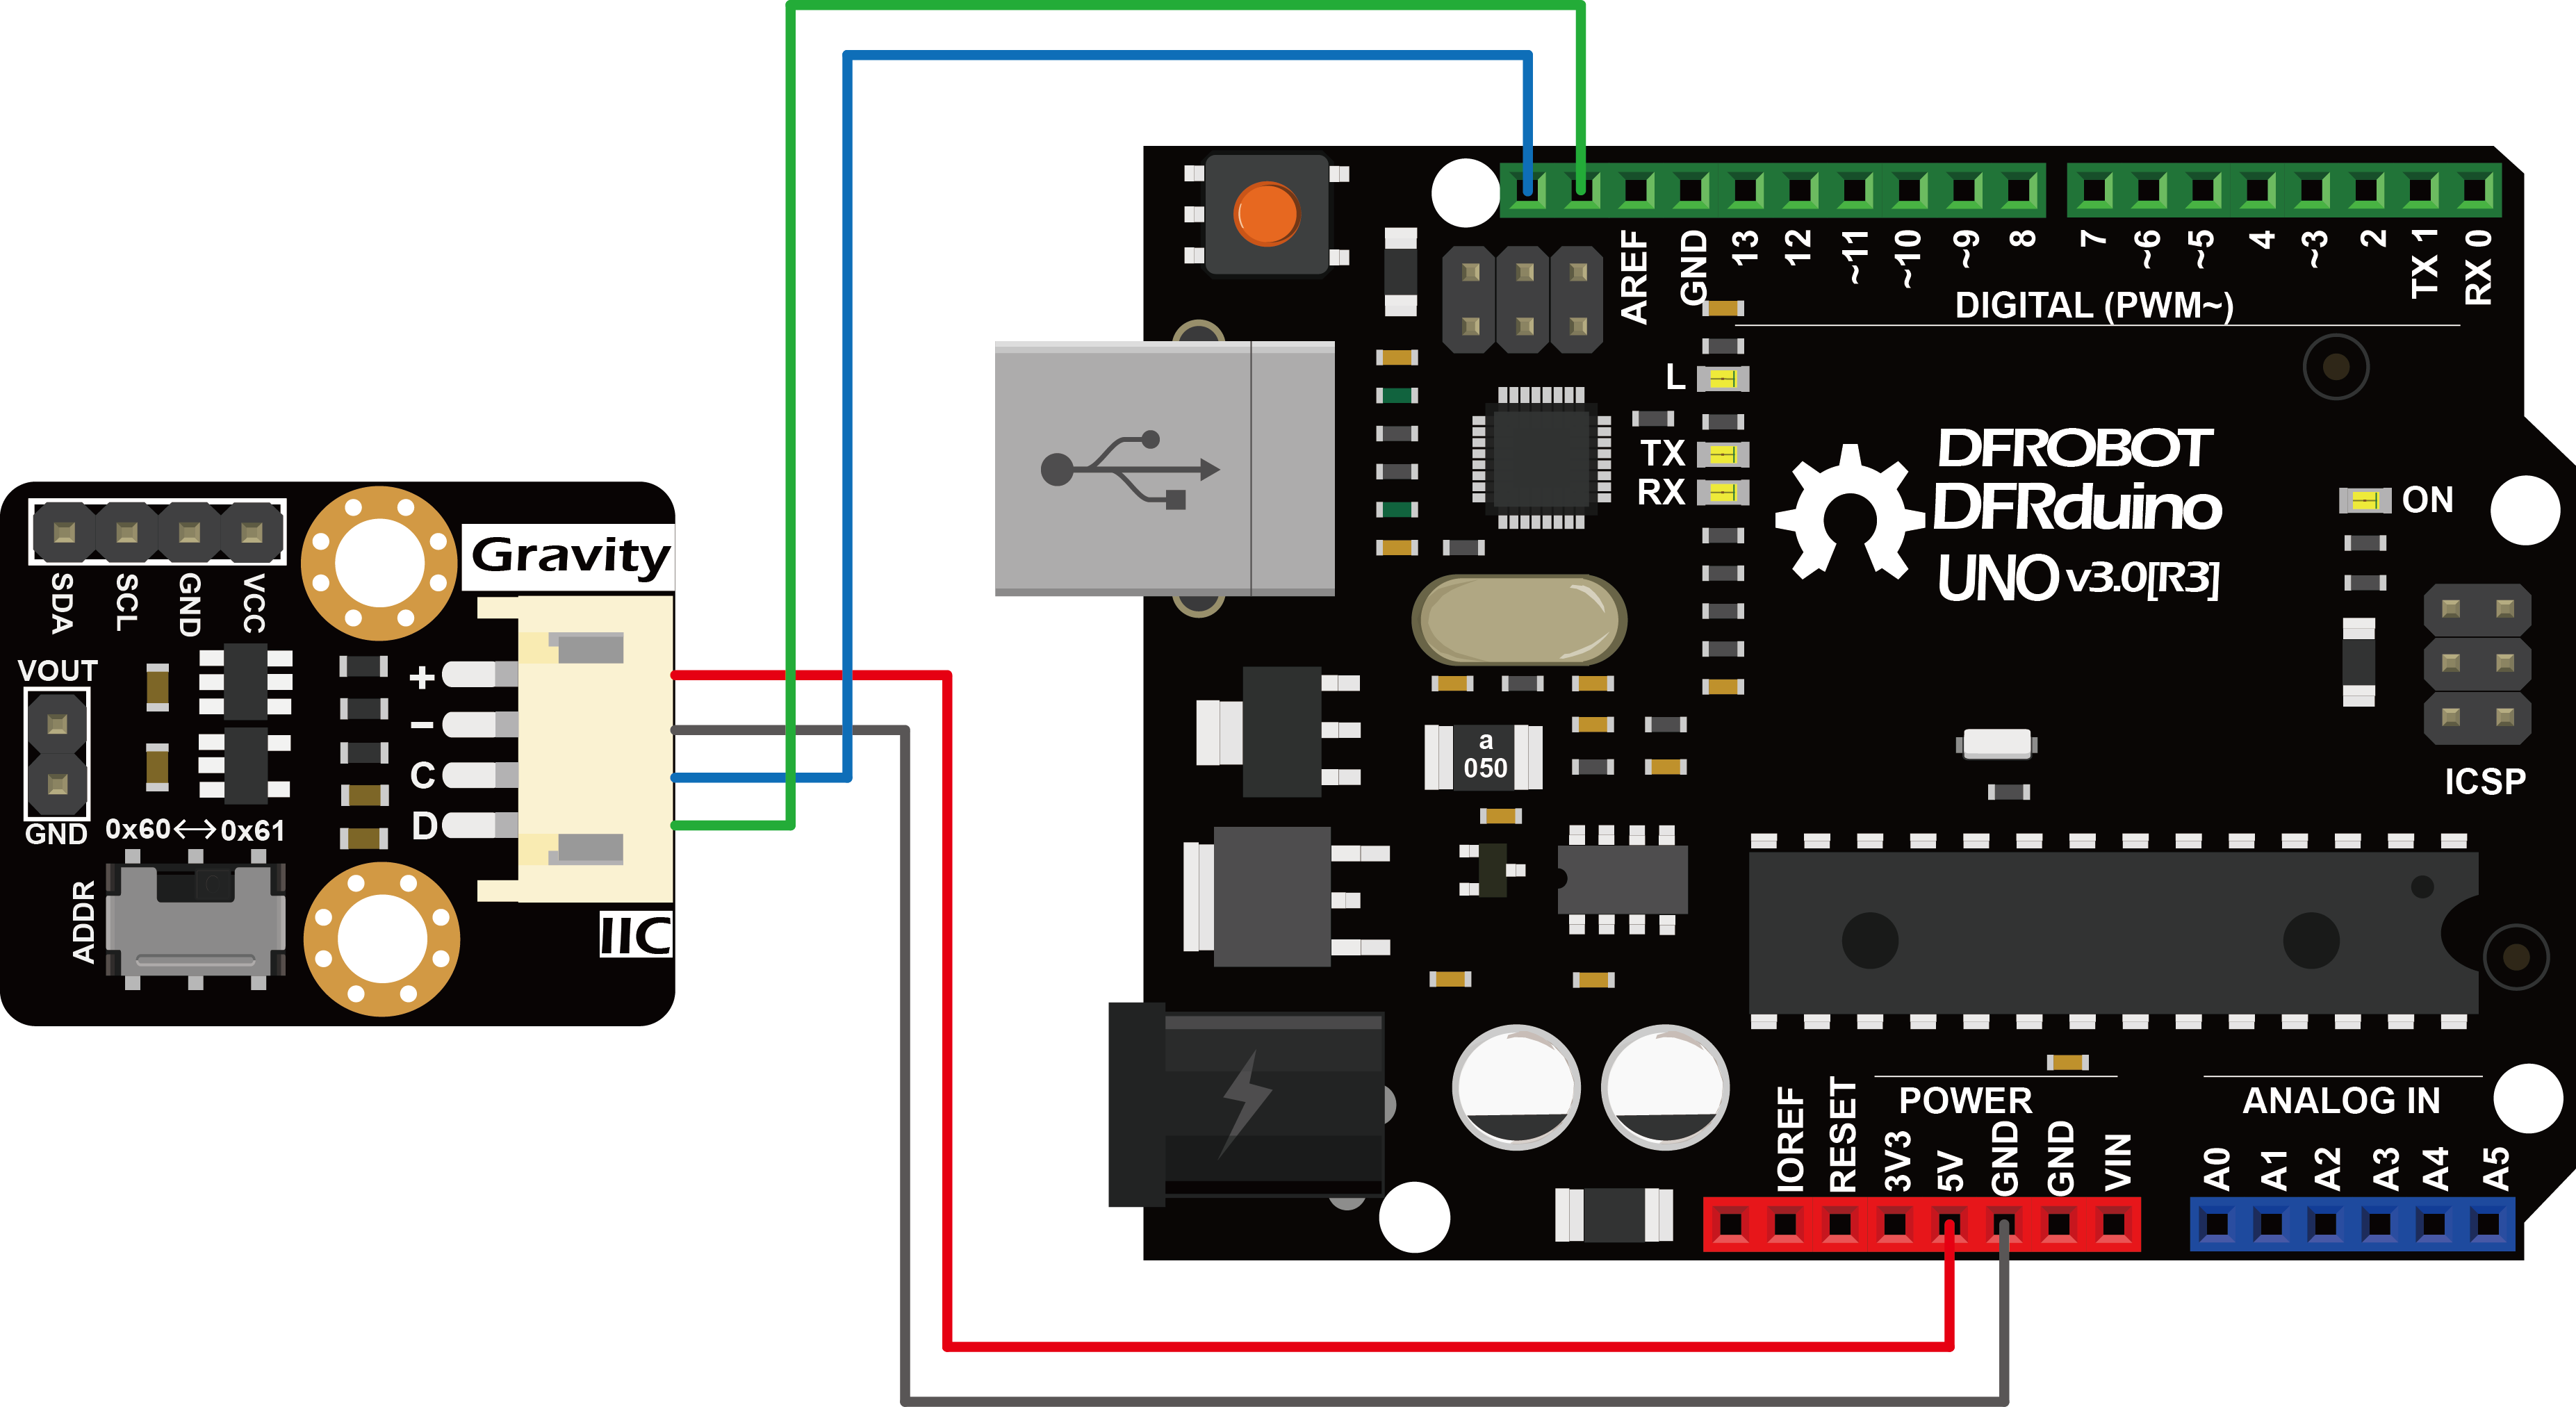 Gravity
SDA
SCL
GND
VCC
VOUT
GND
+
−
C
D
0x60↔0x61
ADDR
IIC
AREF
GND
13
12
~11
~10
~9
8
7
~6
~5
4
~3
2
TX 1
RX 0
DIGITAL (PWM~)
L
TX
RX
DFROBOT
DFRduino
UNO v3.0[R3]
ON
a
050
ICSP
POWER
ANALOG IN
IOREF
RESET
3V3
5V
GND
GND
VIN
A0
A1
A2
A3
A4
A5